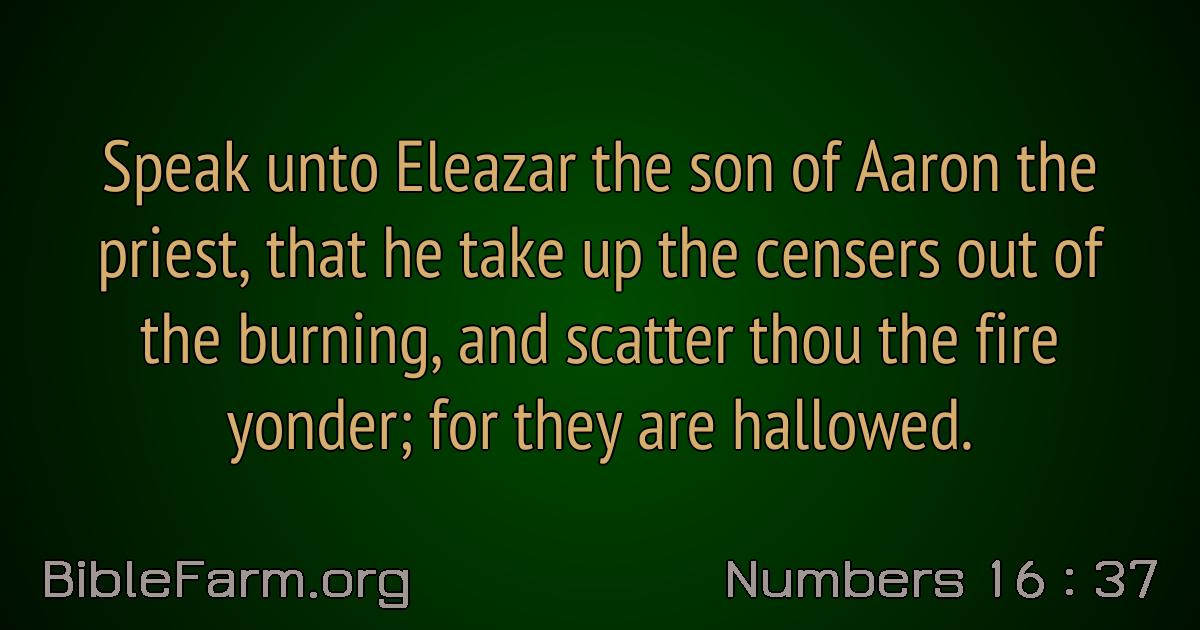 Speak unto Eleazar the son of Aaron the
priest, that he take up the censers out of
the burning, and scatter thou the fire
yonder; for they are hallowed.
BibleFarm.org
Numbers 16 : 37